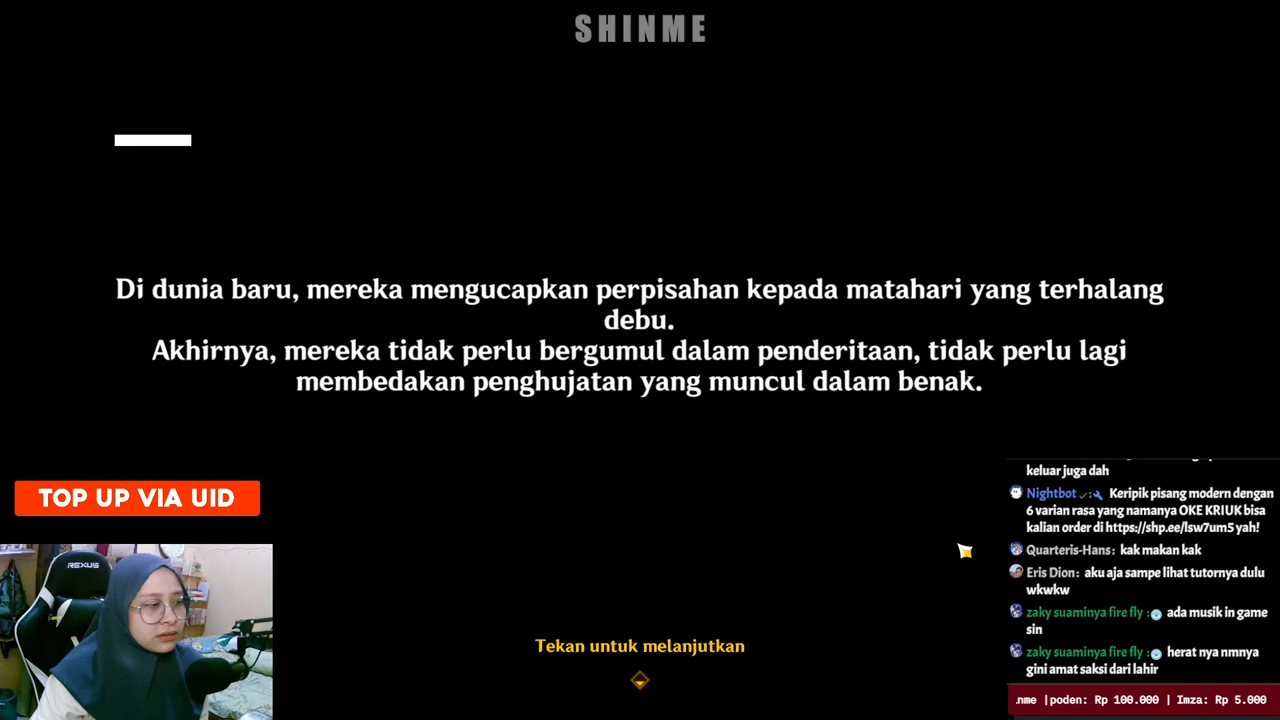 SHINME
Di dunia baru, mereka mengucapkan perpisahan kepada matahari yang terhalang
debu.
Akhirnya, mereka tidak perlu bergumul dalam penderitaan, tidak perlu lagi
membedakan penghujatan yang muncul dalam benak.
TOP UP VIA UID
REXUS
Tekan untuk melanjutkan
keluar juga dah
Nightbot : Keripik pisang modern dengan
6 varian rasa yang namanya OKE KRIUK bisa
kalian order di https://shp.ee/lsw7um5 yah!
Quarteris-Hans: kak makan kak
Eris Dion: aku aja sampe lihat tutornya dulu
wkwkw
zaky suaminya fire fly : ada musik in game
sin
zaky suaminya fire fly : herat nya nmnya
gini amat saksi dari lahir
.nme |poden: Rp 100.000 | Imza: Rp 5.000